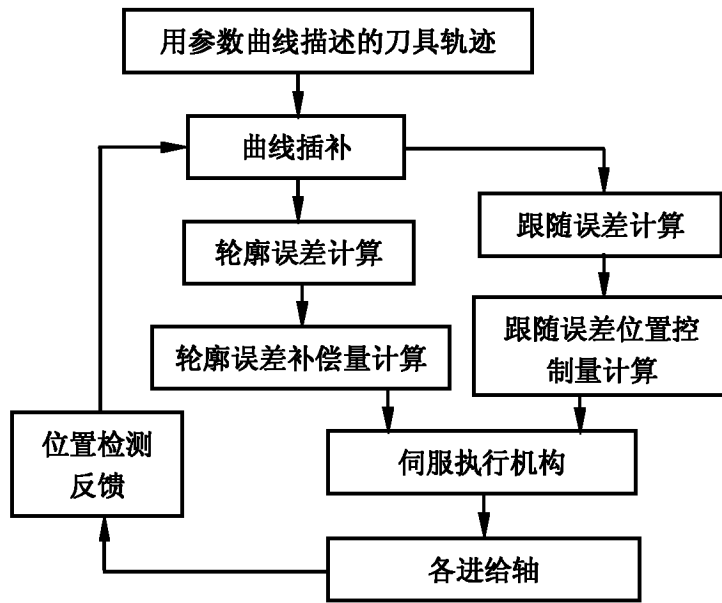 用参数曲线描述的刀具轨迹
曲线插补
轮廓误差计算
跟随误差计算
轮廓误差补偿量计算
跟随误差位置控
制量计算
位置检测
反馈
伺服执行机构
各进给轴